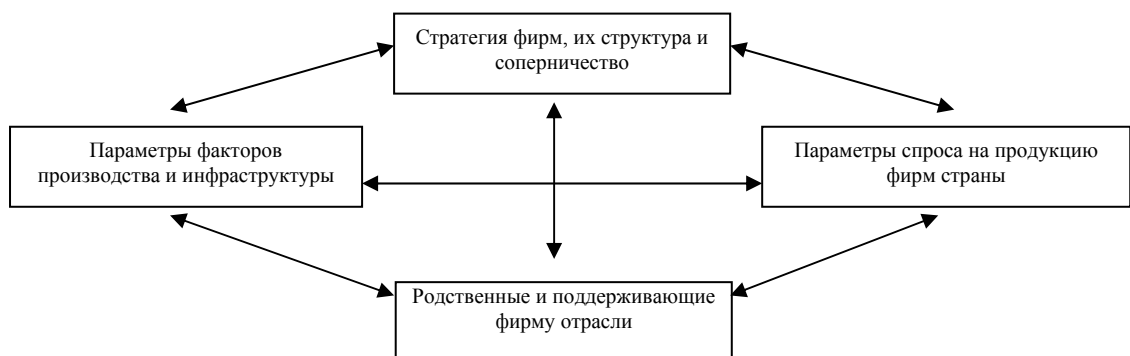 Стратегия фирм, их структура и
соперничество
Параметры факторов
производства и инфраструктуры
Параметры спроса на продукцию
фирм страны
Родственные и поддерживающие
фирму отрасли